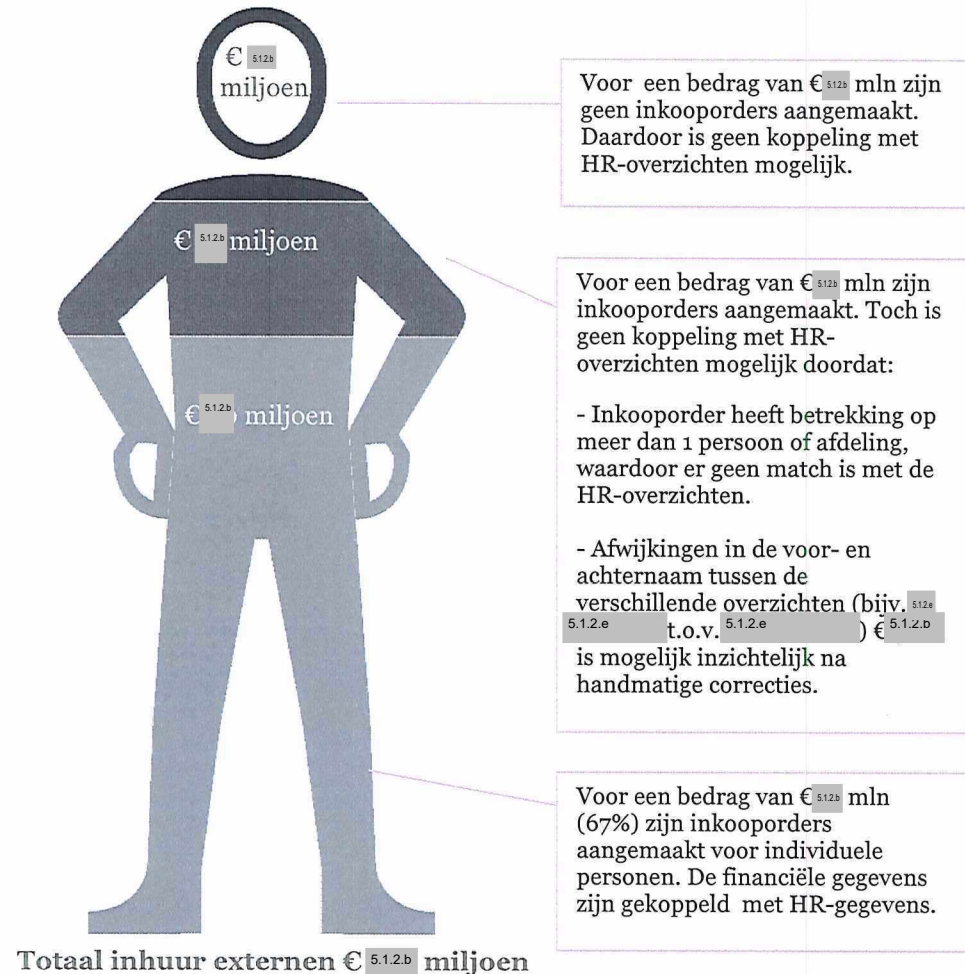 € 5.1.2.b
miljoen
€ 5.1.2.b miljoen
€ 5.1.2.b miljoen
Voor een bedrag van € 5.1.2.b mln zijn
geen inkooporders aangemaakt.
Daardoor is geen koppeling met
HR-overzichten mogelijk.
Voor een bedrag van € 5.1.2.b mln zijn
inkooporders aangemaakt. Toch is
geen koppeling met HR-
overzichten mogelijk doordat:
- Inkooporder heeft betrekking op
meer dan 1 persoon of afdeling,
waardoor er geen match is met de
HR-overzichten.
- Afwijkingen in de voor- en
achternaam tussen de
verschillende overzichten (bijv. 5.1.2.e
5.1.2.e t.o.v. 5.1.2.e ) € 5.1.2.b
is mogelijk inzichtelijk na
handmatige correcties.
Voor een bedrag van € 5.1.2.b mln
(67%) zijn inkooporders
aangemaakt voor individuele
personen. De financiële gegevens
zijn gekoppeld met HR-gegevens.
Totaal inhuur externen € 5.1.2.b miljoen